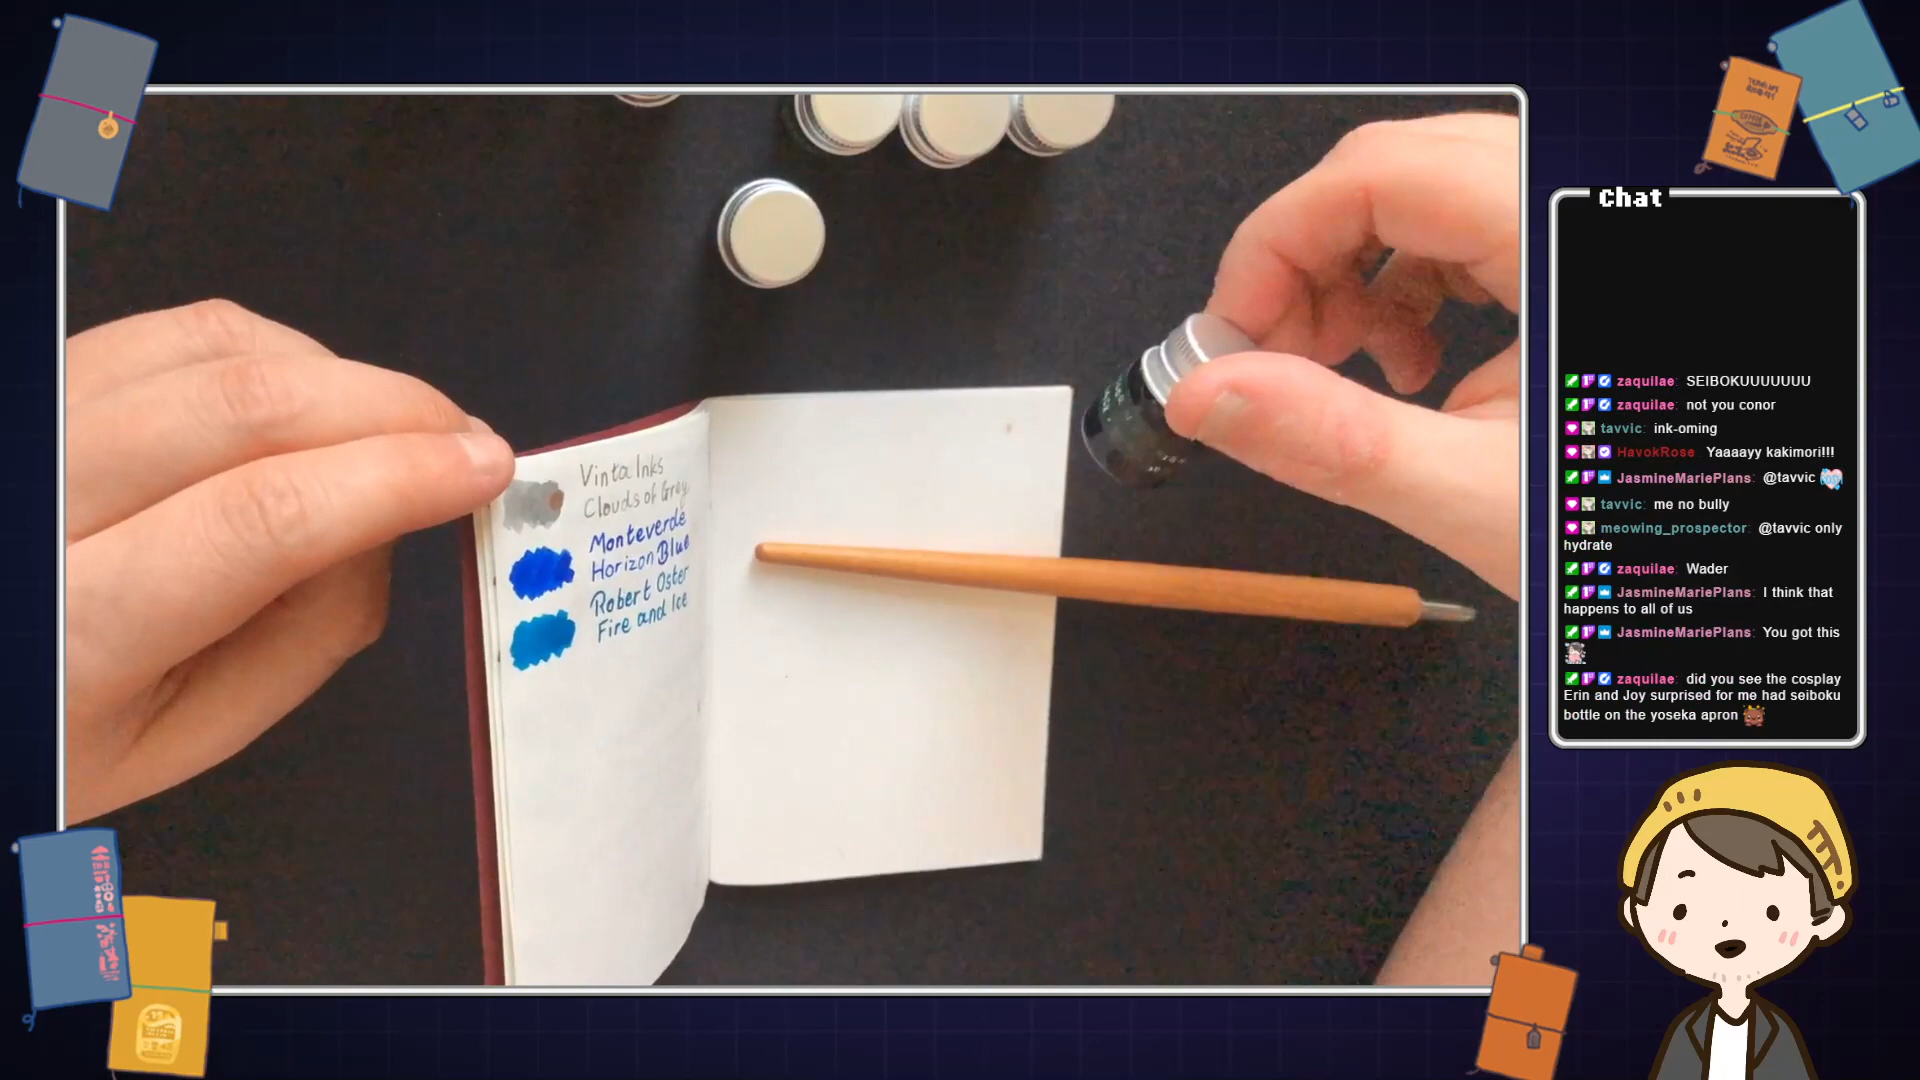 Vinta Inks
Clouds of Grey
Monteverde
Horizon Blue
Robert Oster
Fire and Ice
Chat
zaquilae: SEIBOKUUUUUUU
zaquilae: not you conor
tavvic: ink-oming
HavokRose: Yaaaayy kakimori!!!
JasmineMariePlans: @tavvic
tavvic: me no bully
meowing_prospector: @tavvic only
hydrate
zaquilae: Wader
JasmineMariePlans: I think that
happens to all of us
JasmineMariePlans: You got this
zaquilae: did you see the cosplay
Erin and Joy surprised for me had seiboku
bottle on the yoseka apron